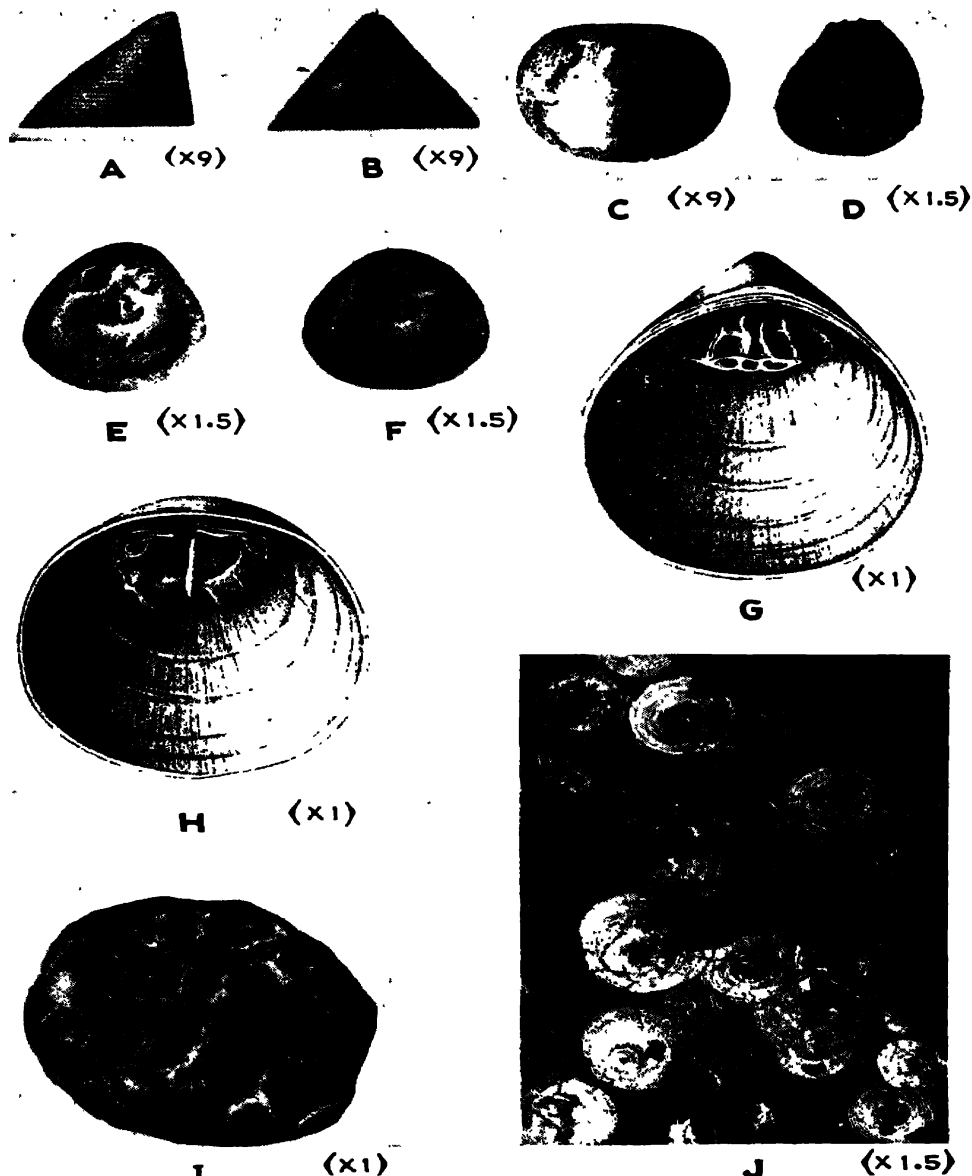 A (×9)
B (×9)
C (×9)
D (×1.5)
E (×1.5)
F (×1.5)
G (×1)
H (×1)
I (×1)
J (×1.5)